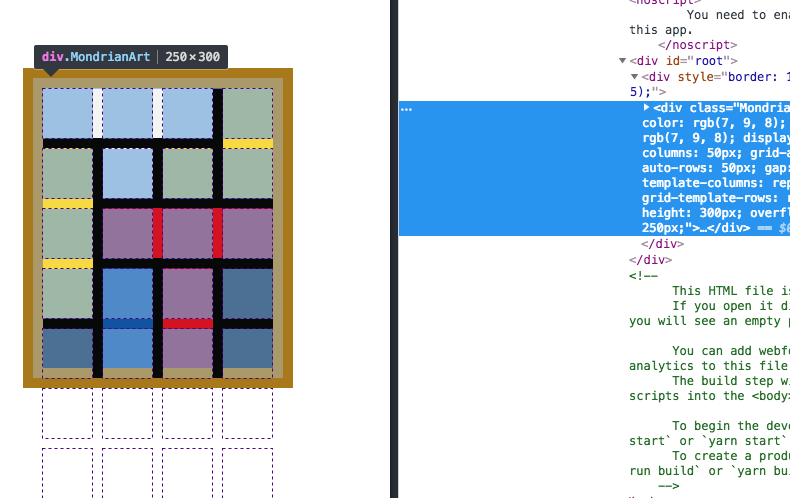 div.MondrianArt | 250×300
<noscript>
You need to ena
this app.
</noscript>
▼<div id="root">
▼<div style="border: 1
5);">
…
▶<div class="Mondria
color: rgb(7, 9, 8);
rgb(7, 9, 8); display
columns: 50px; grid-a
auto-rows: 50px; gap:
template-columns: rep
grid-template-rows: r
height: 300px; overfl
250px;">…</div> == $0
</div>
</div>
<!--
This HTML file is
If you open it di
you will see an empty p
You can add webfo
analytics to this file
The build step wi
scripts into the <body>
To begin the deve
start` or `yarn start`
To create a produ
run build` or `yarn bui
-->